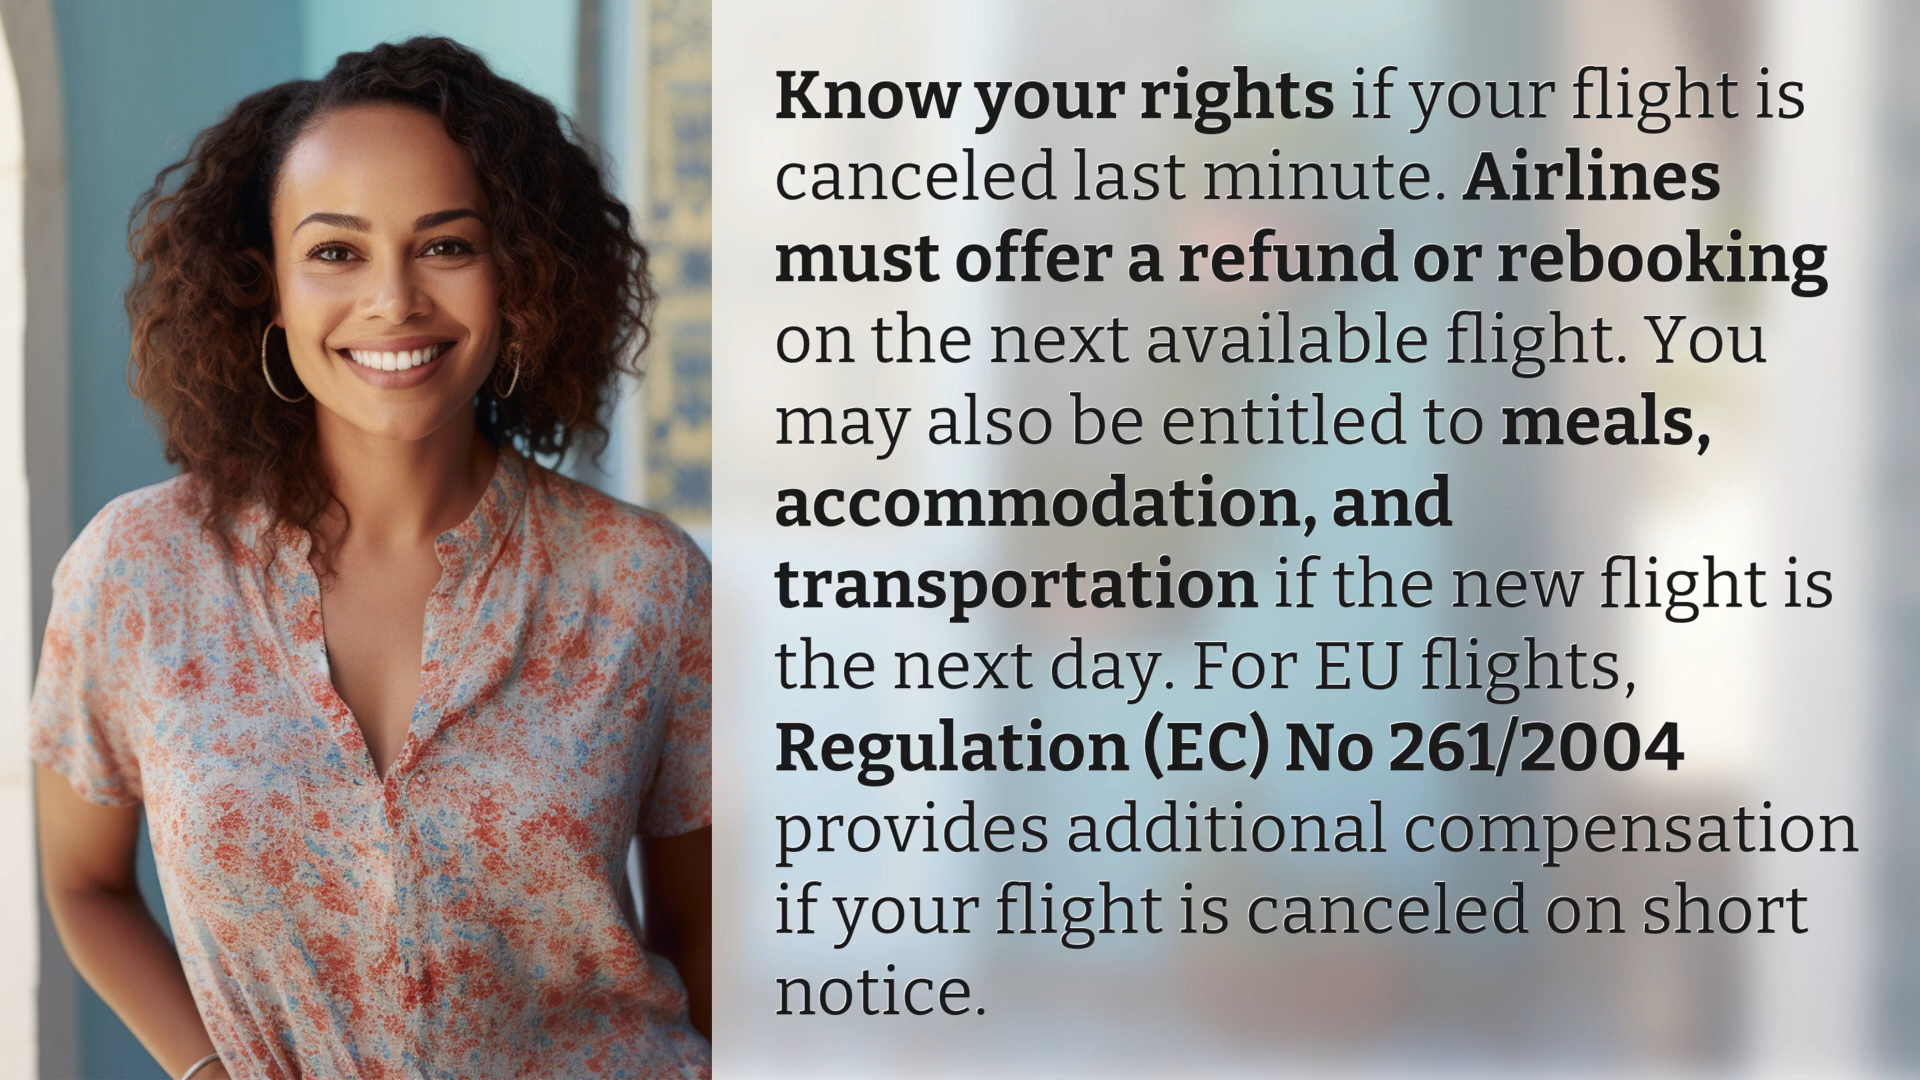 Know your rights if your flight is
canceled last minute. Airlines
must offer a refund or rebooking
on the next available flight. You
may also be entitled to meals,
accommodation, and
transportation if the new flight is
the next day. For EU flights,
Regulation (EC) No 261/2004
provides additional compensation
if your flight is canceled on short
notice.